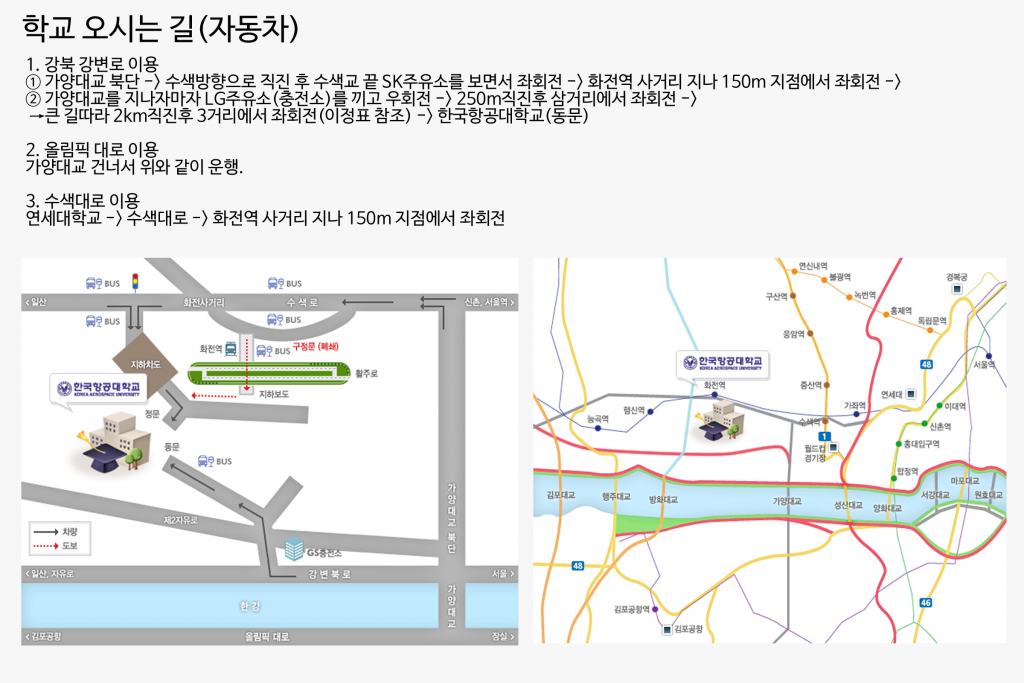 학교 오시는 길(자동차)
1. 강북 강변로 이용
① 가양대교 북단 -> 수색방향으로 직진 후 수색교 끝 SK주유소를 보면서 좌회전 -> 화전역 사거리 지나 150m 지점에서 좌회전 ->
② 가양대교를 지나자마자 LG주유소(충전소)를 끼고 우회전 -> 250m직진후 삼거리에서 좌회전 ->
→큰 길따라 2km직진후 3거리에서 좌회전(이정표 참조) -> 한국항공대학교(동문)
2. 올림픽 대로 이용
가양대교 건너서 위와 같이 운행.
3. 수색대로 이용
연세대학교 -> 수색대로 -> 화전역 사거리 지나 150m 지점에서 좌회전
BUS
BUS
<일산
화전사거리
수 색 로
신촌, 서울역>
BUS
BUS
화전역
BUS
구정문 (폐쇄)
지하차도
활주로
지하보도
한국항공대학교
KOREA AEROSPACE UNIVERSITY
정문
동문
BUS
가양대교 북단
제2자유로
차량
도보
GS충전소
<일산, 자유로
강 변 북 로
서울>
한 강
가양대교
<김포공항
올림픽 대로
잠실>
연신내역
불광역
경복궁
구산역
녹번역
홍제역
독립문역
응암역
한국항공대학교
KOREA AEROSPACE UNIVERSITY
48
서울역
화전역
증산역
연세대
행신역
가좌역
이대역
능곡역
수색역
신촌역
1
월드컵
경기장
홍대입구역
합정역
김포대교
행주대교
방화대교
가양대교
성산대교
양화대교
서강대교
마포대교
원효대교
48
46
김포공항역
김포공항